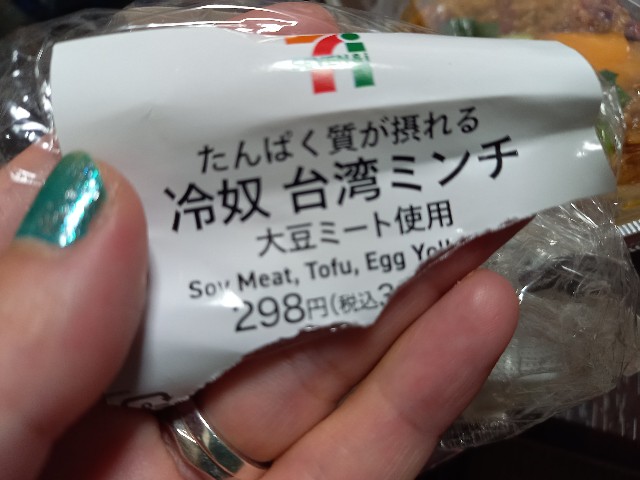 たんぱく質が摂れる
冷奴 台湾ミンチ
大豆ミート使用
Soy Meat, Tofu, Egg
298円(税込3